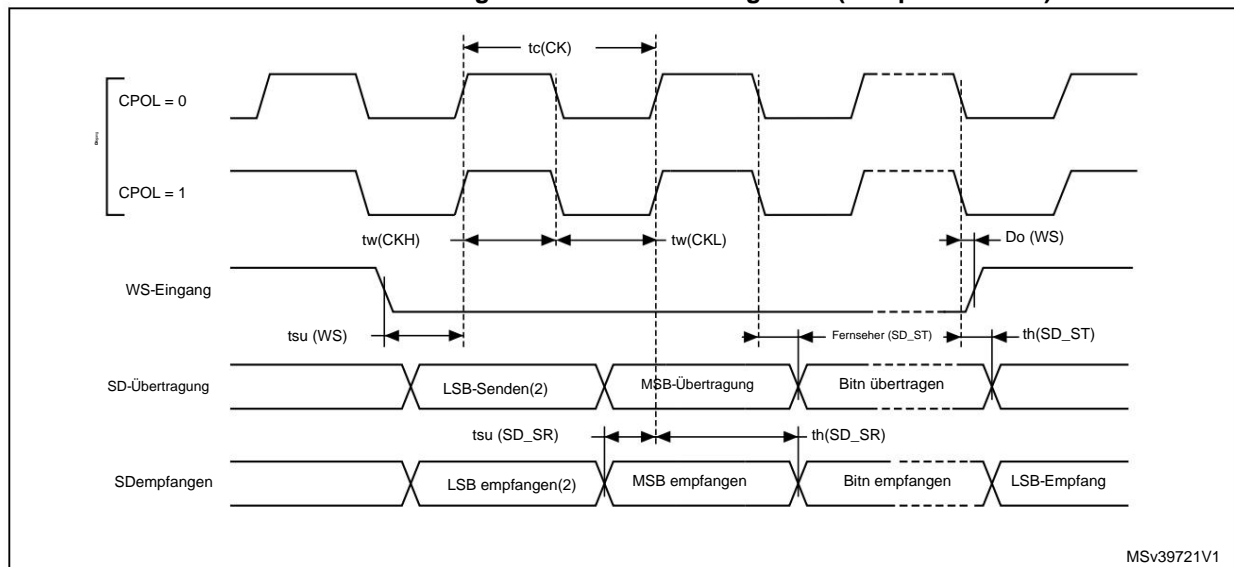 tc(CK)
CPOL = 0
CPOL = 1
tw(CKH)
tw(CKL)
Do (WS)
WS-Eingang
tsu (WS)
Fernseher (SD_ST)
th(SD_ST)
SD-Übertragung
LSB-Senden(2)
MSB-Übertragung
Bitn übertragen
tsu (SD_SR)
th(SD_SR)
SDempfangen
LSB empfangen(2)
MSB empfangen
Bitn empfangen
LSB-Empfang
MSv39721V1